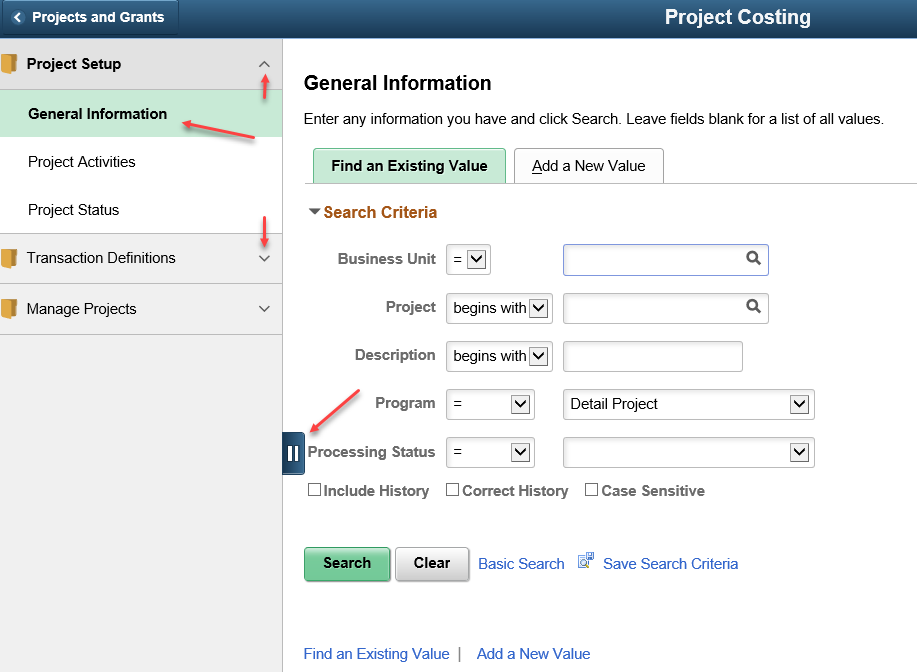 Projects and Grants
Project Costing
Project Setup
General Information
Project Activities
Project Status
Transaction Definitions
Manage Projects
General Information
Enter any information you have and click Search. Leave fields blank for a list of all values.
Find an Existing Value
Add a New Value
Search Criteria
Business Unit =
Project begins with
Description begins with
Program = Detail Project
Processing Status =
Include History Correct History Case Sensitive
Search Clear Basic Search Save Search Criteria
Find an Existing Value | Add a New Value